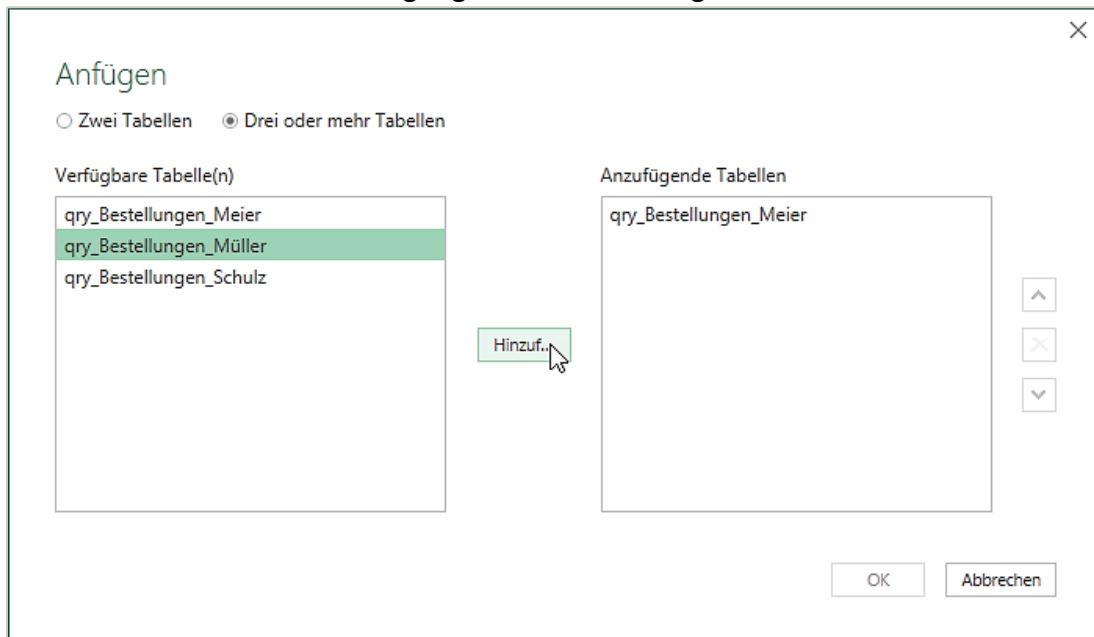 Anfügen
Zwei Tabellen Drei oder mehr Tabellen
Verfügbare Tabelle(n) Anzufügende Tabellen
qry_Bestellungen_Meier qry_Bestellungen_Meier
qry_Bestellungen_Müller
qry_Bestellungen_Schulz
Hinzuf...
OK Abbrechen